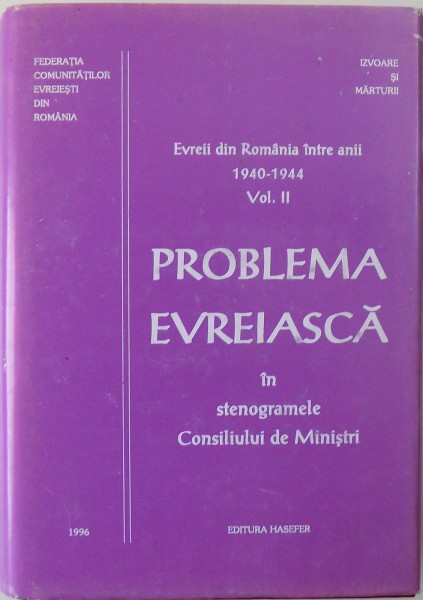 FEDERAȚIA
COMUNITĂȚILOR
EVREIEȘTI
DIN
ROMÂNIA
IZVOARE
ȘI
MĂRTURII
Evreii din România între anii
1940-1944
Vol. II
PROBLEMA
EVREIASCĂ
în
stenogramele
Consiliului de Miniștri
1996
EDITURA HASEFER